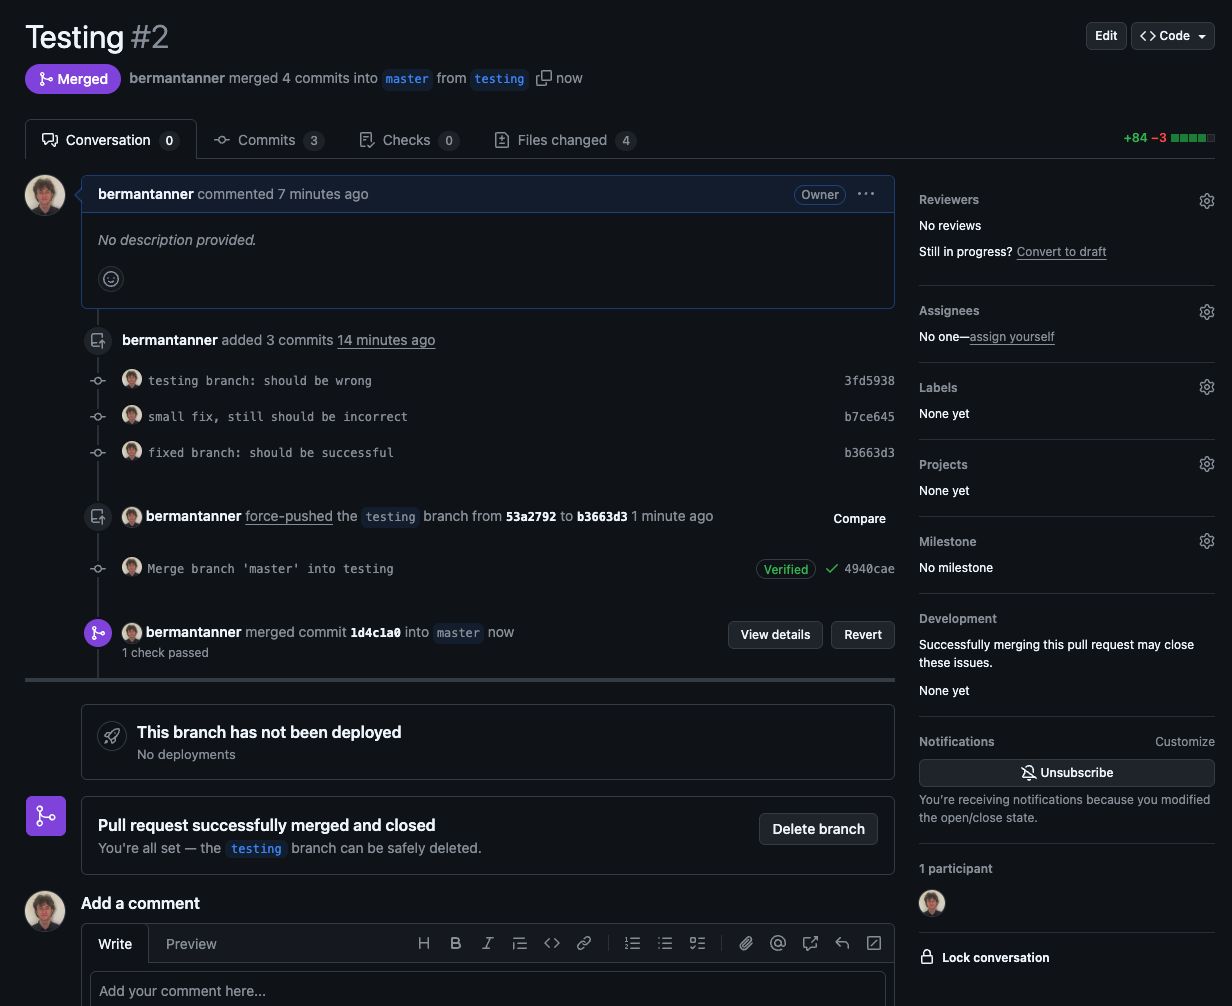 Testing #2
Edit
Code
Merged
bermantanner merged 4 commits into master from testing now
Conversation 0
Commits 3
Checks 0
Files changed 4
+84 −3
bermantanner commented 7 minutes ago
Owner
No description provided.
bermantanner added 3 commits 14 minutes ago
testing branch: should be wrong 3fd5938
small fix, still should be incorrect b7ce645
fixed branch: should be successful b3663d3
bermantanner force-pushed the testing branch from 53a2792 to b3663d3 1 minute ago
Compare
Merge branch 'master' into testing Verified 4940cae
bermantanner merged commit 1d4c1a0 into master now
1 check passed
View details
Revert
This branch has not been deployed
No deployments
Pull request successfully merged and closed
You're all set — the testing branch can be safely deleted.
Delete branch
Add a comment
Write
Preview
Add your comment here...
Reviewers
No reviews
Still in progress? Convert to draft
Assignees
No one—assign yourself
Labels
None yet
Projects
None yet
Milestone
No milestone
Development
Successfully merging this pull request may close
these issues.
None yet
Notifications
Customize
Unsubscribe
You're receiving notifications because you modified
the open/close state.
1 participant
Lock conversation